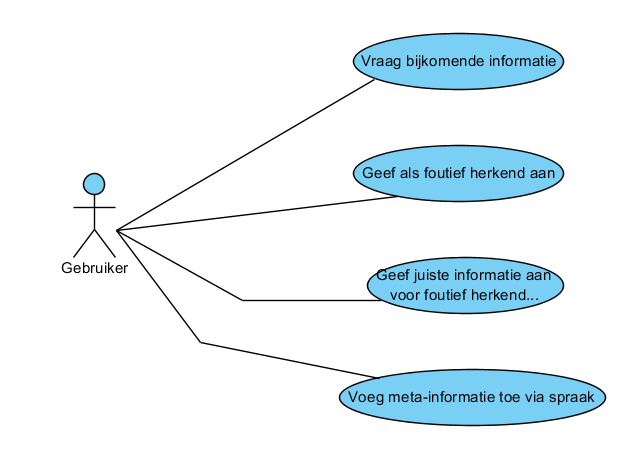 Vraag bijkomende informatie
Geef als foutief herkend aan
Gebruiker
Geef juiste informatie aan
voor foutief herkend...
Voeg meta-informatie toe via spraak